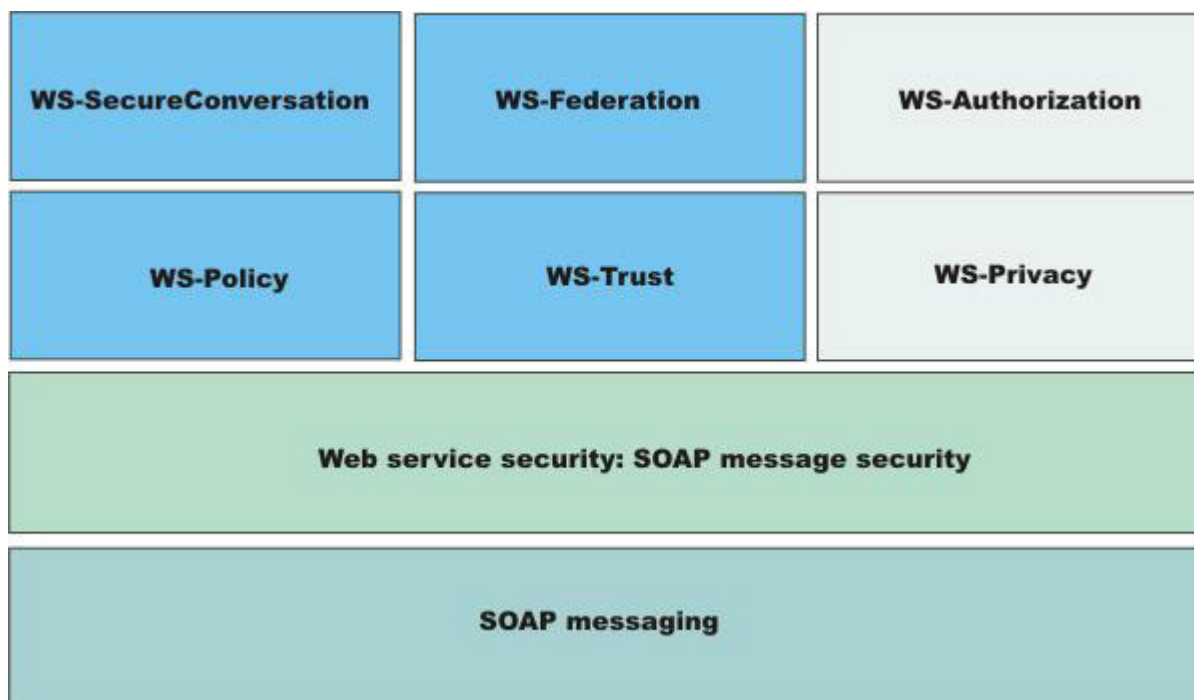 WS-SecureConversation
WS-Federation
WS-Authorization
WS-Policy
WS-Trust
WS-Privacy
Web service security: SOAP message security
SOAP messaging